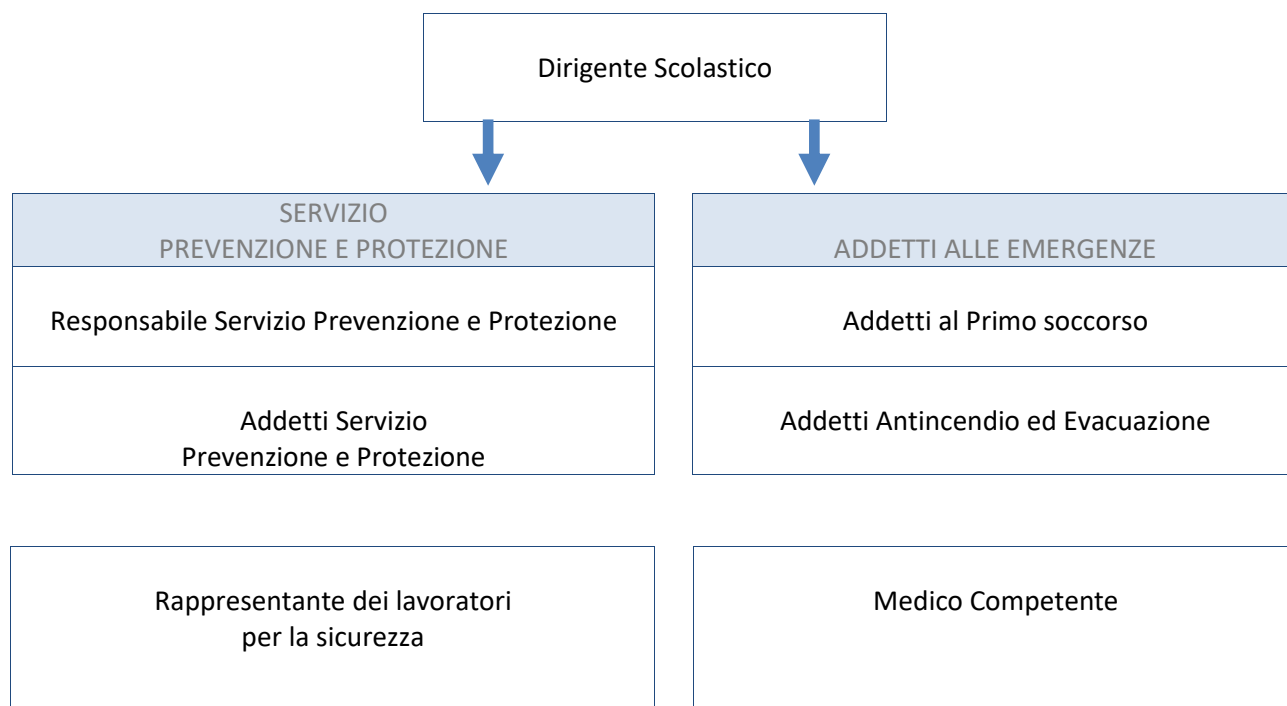 Dirigente Scolastico
SERVIZIO
PREVENZIONE E PROTEZIONE
Responsabile Servizio Prevenzione e Protezione
Addetti Servizio
Prevenzione e Protezione
ADDETTI ALLE EMERGENZE
Addetti al Primo soccorso
Addetti Antincendio ed Evacuazione
Rappresentante dei lavoratori
per la sicurezza
Medico Competente